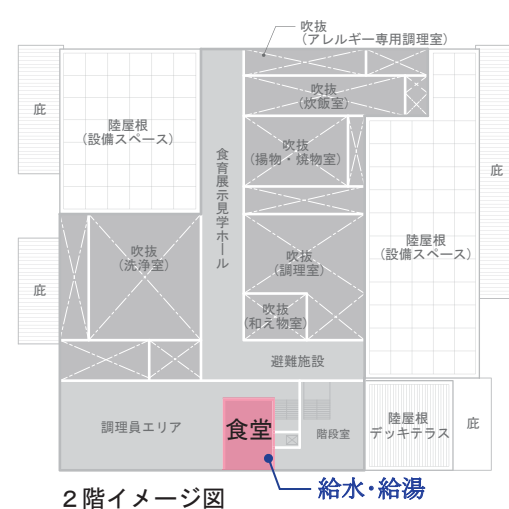 吹抜
（アレルギー専用調理室）
吹抜
（炊飯室）
庇
陸屋根
（設備スペース）
吹抜
（揚物・焼物室）
食育展示見学ホール
庇
吹抜
（洗浄室）
吹抜
（調理室）
陸屋根
（設備スペース）
庇
吹抜
（和え物室）
避難施設
調理員エリア
食堂
階段室
陸屋根
デッキテラス
庇
給水・給湯
2階イメージ図